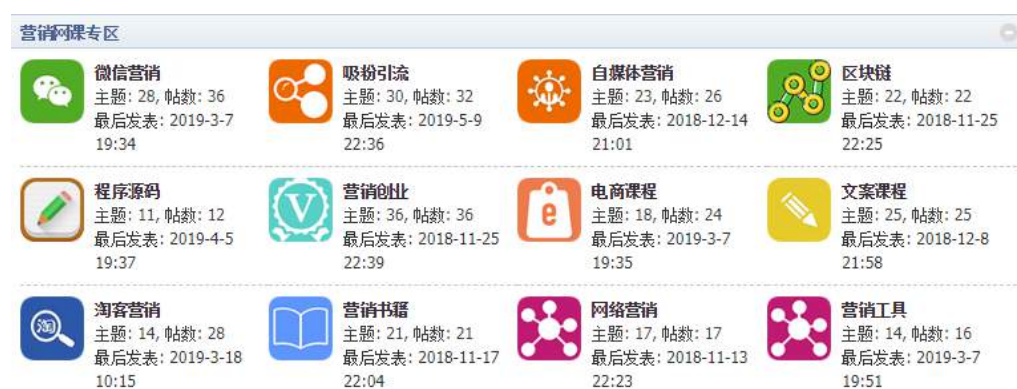 营销网课专区
微信营销
主题: 28, 帖数: 36
最后发表: 2019-3-7
19:34
吸粉引流
主题: 30, 帖数: 32
最后发表: 2019-5-9
22:36
自媒体营销
主题: 23, 帖数: 26
最后发表: 2018-12-14
21:01
区块链
主题: 22, 帖数: 22
最后发表: 2018-11-25
22:25
程序源码
主题: 11, 帖数: 12
最后发表: 2019-4-5
19:37
V
营销创业
主题: 36, 帖数: 36
最后发表: 2018-11-25
22:39
e
电商课程
主题: 18, 帖数: 24
最后发表: 2019-3-7
19:35
文案课程
主题: 25, 帖数: 25
最后发表: 2018-12-8
21:58
淘
淘客营销
主题: 14, 帖数: 28
最后发表: 2019-3-18
10:15
营销书籍
主题: 21, 帖数: 21
最后发表: 2018-11-17
22:04
网络营销
主题: 17, 帖数: 17
最后发表: 2018-11-13
22:23
营销工具
主题: 14, 帖数: 16
最后发表: 2019-3-7
19:51